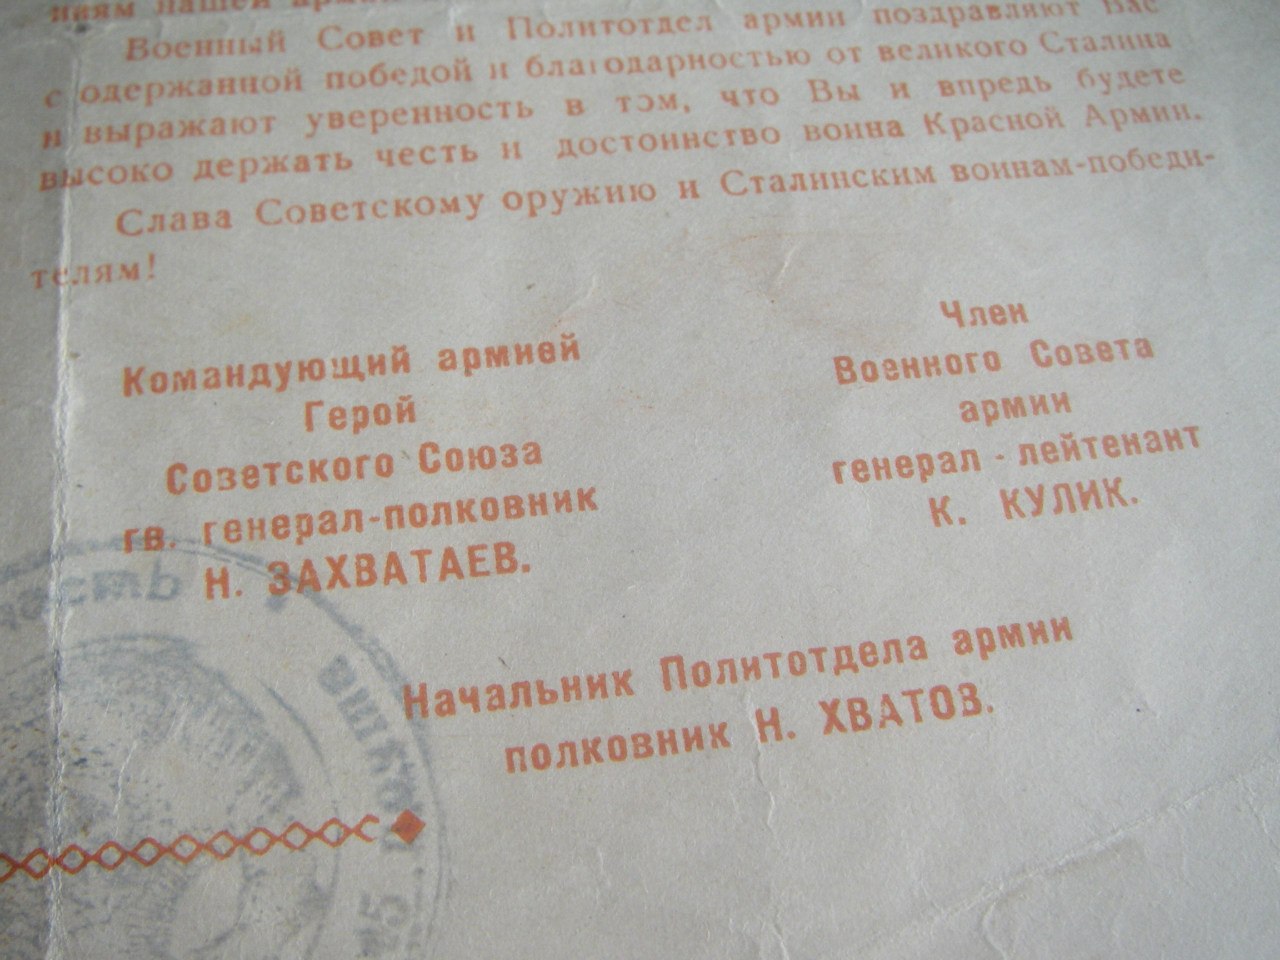 ниям нашей
Военный Совет и Политотдел армии поздравляют Вас
с одержанной победой и благодарностью от великого Сталина
и выражают уверенность в том, что Вы и впредь будете
высоко держать честь и достоинство воина Красной Армии.
Слава Советскому оружию и Сталинским воинам-победи-
телям!
Командующий армией
Герой
Советского Союза
гв. генерал-полковник
Н. ЗАХВАТАЕВ.
Член
Военного Совета
армии
генерал-лейтенант
К. КУЛИК.
Начальник Политотдела армии
полковник Н. ХВАТОВ.